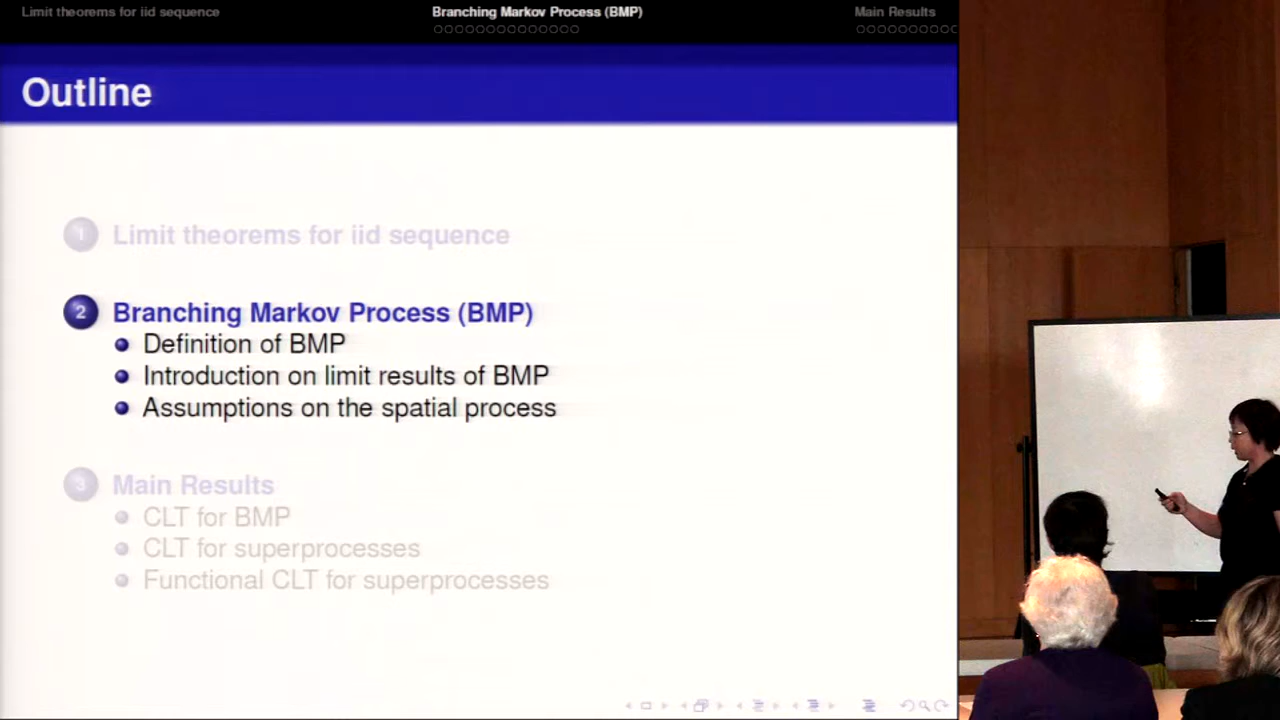 Limit theorems for iid sequence
Branching Markov Process (BMP)
Main Results
Outline
1 Limit theorems for iid sequence
2 Branching Markov Process (BMP)
Definition of BMP
Introduction on limit results of BMP
Assumptions on the spatial process
3 Main Results
CLT for BMP
CLT for superprocesses
Functional CLT for superprocesses